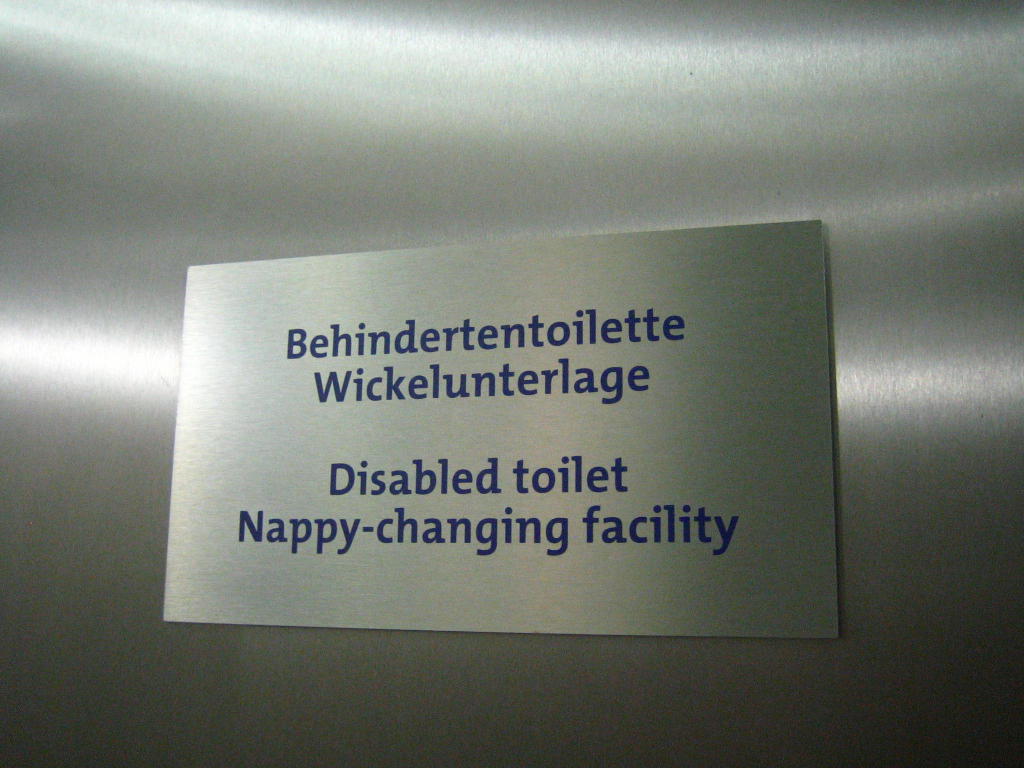 Behindertentoilette
Wickelunterlage
Disabled toilet
Nappy-changing facility